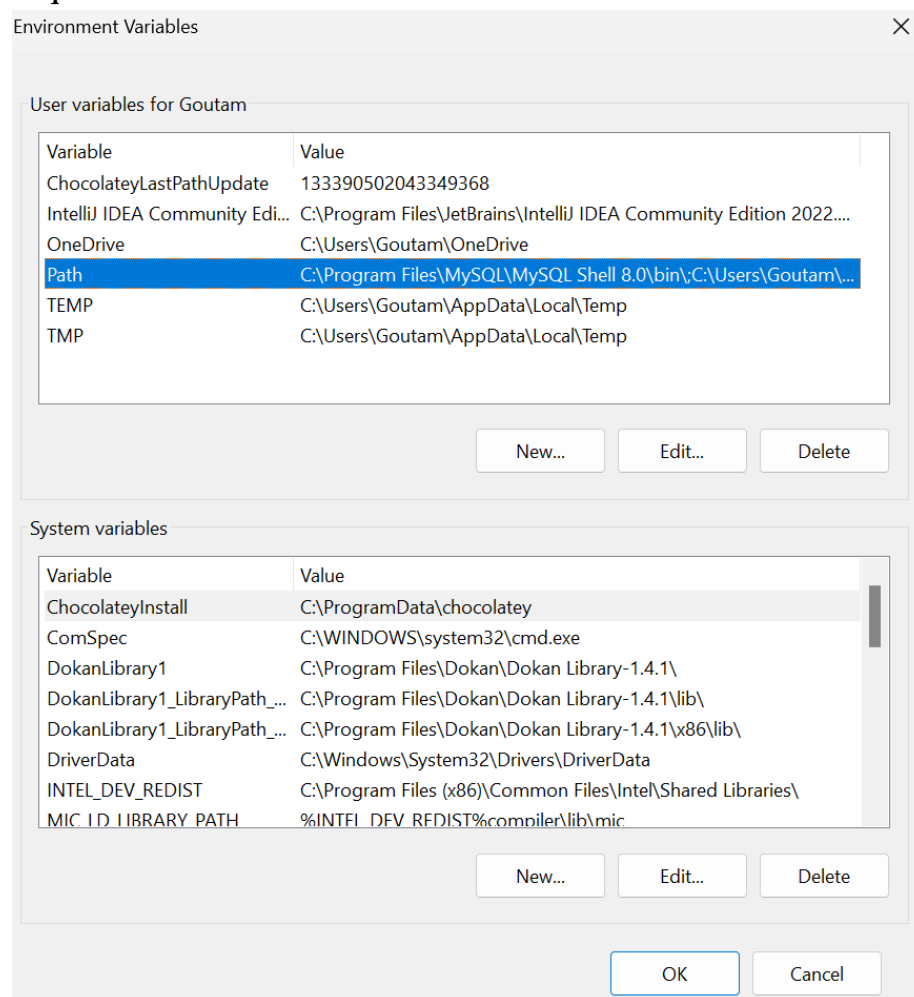 Environment Variables
User variables for Goutam
Variable Value
ChocolateyLastPathUpdate 133390502043349368
IntelliJ IDEA Community Edi... C:\Program Files\JetBrains\IntelliJ IDEA Community Edition 2022....
OneDrive C:\Users\Goutam\OneDrive
Path C:\Program Files\MySQL\MySQL Shell 8.0\bin\;C:\Users\Goutam\...
TEMP C:\Users\Goutam\AppData\Local\Temp
TMP C:\Users\Goutam\AppData\Local\Temp
New... Edit... Delete
System variables
Variable Value
ChocolateyInstall C:\ProgramData\chocolatey
ComSpec C:\WINDOWS\system32\cmd.exe
DokanLibrary1 C:\Program Files\Dokan\Dokan Library-1.4.1\
DokanLibrary1_LibraryPath_... C:\Program Files\Dokan\Dokan Library-1.4.1\lib\
DokanLibrary1_LibraryPath_... C:\Program Files\Dokan\Dokan Library-1.4.1\x86\lib\
DriverData C:\Windows\System32\Drivers\DriverData
INTEL_DEV_REDIST C:\Program Files (x86)\Common Files\Intel\Shared Libraries\
MIC_LD_LIBRARY_PATH %INTEL_DEV_REDIST%compiler\lib\mic
New... Edit... Delete
OK Cancel